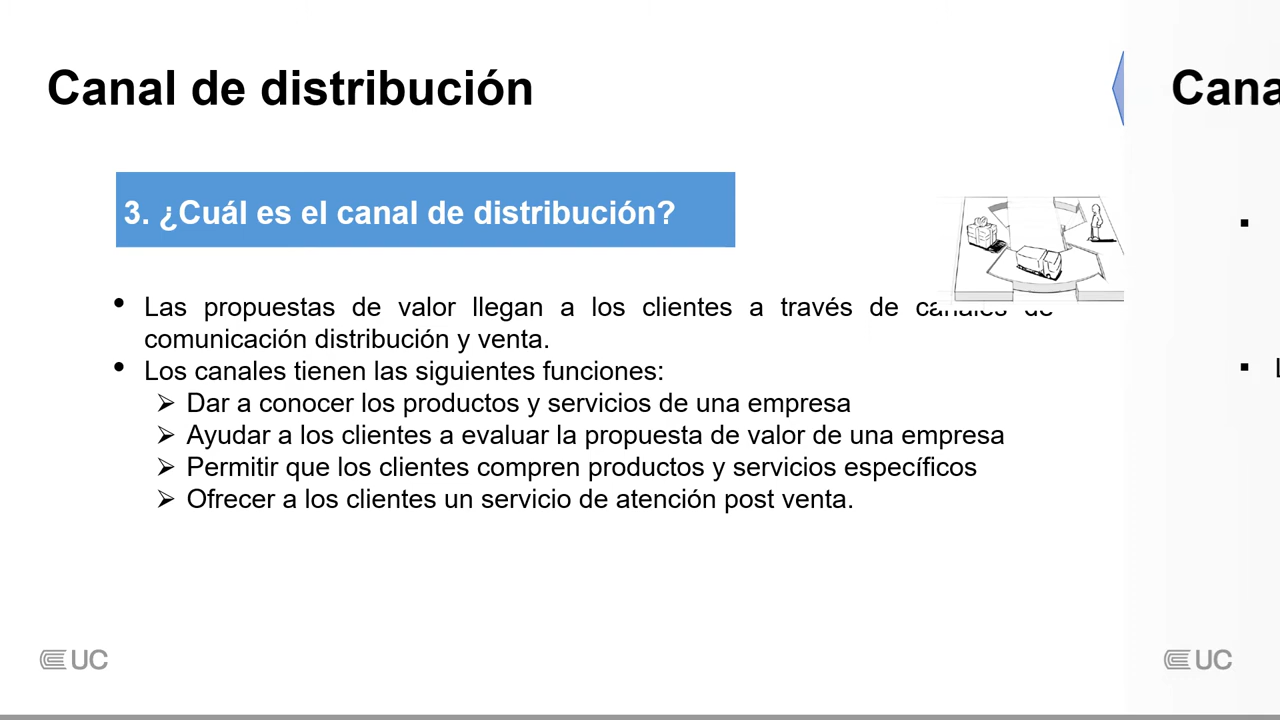 Canal de distribución
3. ¿Cuál es el canal de distribución?
• Las propuestas de valor llegan a los clientes a través de canales de
comunicación distribución y venta.
• Los canales tienen las siguientes funciones:
➢ Dar a conocer los productos y servicios de una empresa
➢ Ayudar a los clientes a evaluar la propuesta de valor de una empresa
➢ Permitir que los clientes compren productos y servicios específicos
➢ Ofrecer a los clientes un servicio de atención post venta.
UC
Cana
▪
▪ L
UC